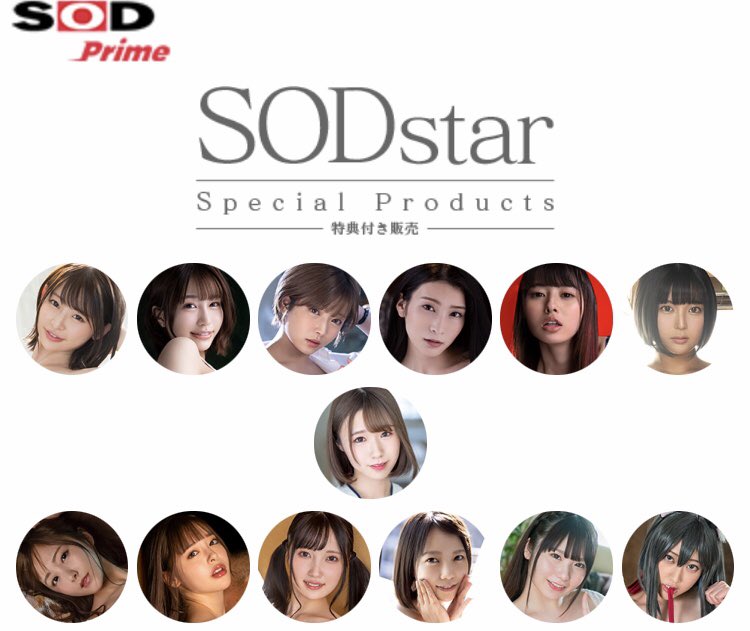 SOD
Prime
SODstar
Special Products
特典付き販売